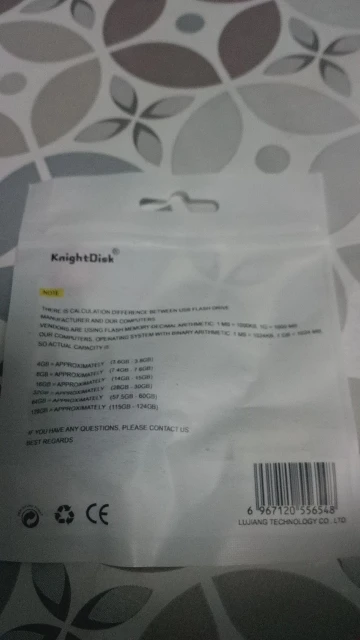 KnightDisk®
Note
THERE IS CALCULATION DIFFERENCE BETWEEN USB FLASH DRIVE
MANUFACTURER AND OUR COMPUTERS.
VENDORS ARE USING FLASH MEMORY DECIMAL ARITHMETIC: 1 MB = 1000KB, 1G = 1000 MB
OUR COMPUTERS, OPERATING SYSTEM WITH BINARY ARITHMETIC: 1 MB = 1024KB, 1 GB = 1024 MB
SO ACTUAL CAPACITY IS:
4GB = APPROXIMATELY (3.6GB - 3.8GB)
8GB = APPROXIMATELY (7.4GB - 7.6GB)
16GB = APPROXIMATELY (14GB - 15GB)
32GB = APPROXIMATELY (28GB - 30GB)
64GB = APPROXIMATELY (57.5GB - 60GB)
128GB = APPROXIMATELY (115GB - 124GB)
IF YOU HAVE ANY QUESTIONS, PLEASE CONTACT US
BEST REGARDS
CE
6 967120 556548
LUJIANG TECHNOLOGY CO., LTD